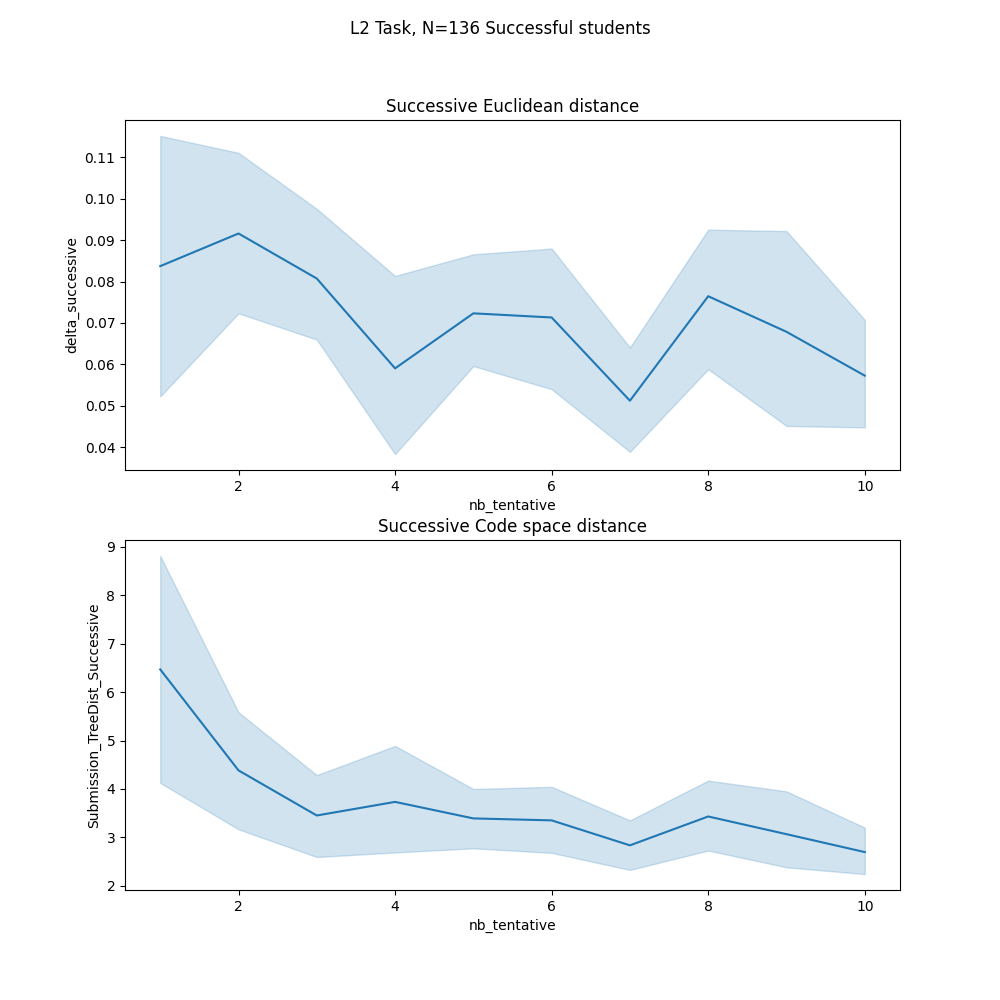 L2 Task, N=136 Successful students
Successive Euclidean distance
delta_successive
0.11
0.10
0.09
0.08
0.07
0.06
0.05
0.04
2 4 6 8 10
nb_tentative
Successive Code space distance
Submission_TreeDist_Successive
9
8
7
6
5
4
3
2
2 4 6 8 10
nb_tentative